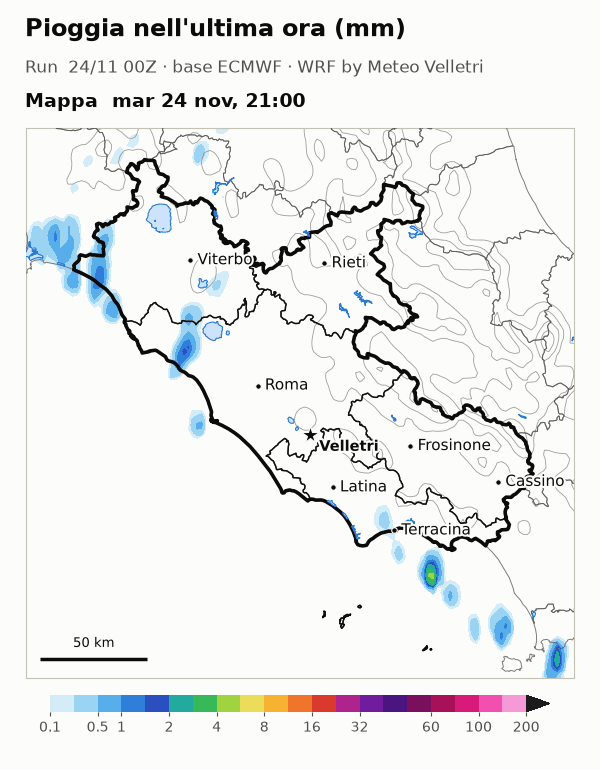 Pioggia nell'ultima ora (mm)
Run  24/11 00Z · base ECMWF · WRF by Meteo Velletri
Mappa  mar 24 nov, 21:00
Viterbo
Rieti
Roma
Velletri
Frosinone
Latina
Cassino
Terracina
50 km
0.1 0.5 1 2 4 8 16 32 60 100 200